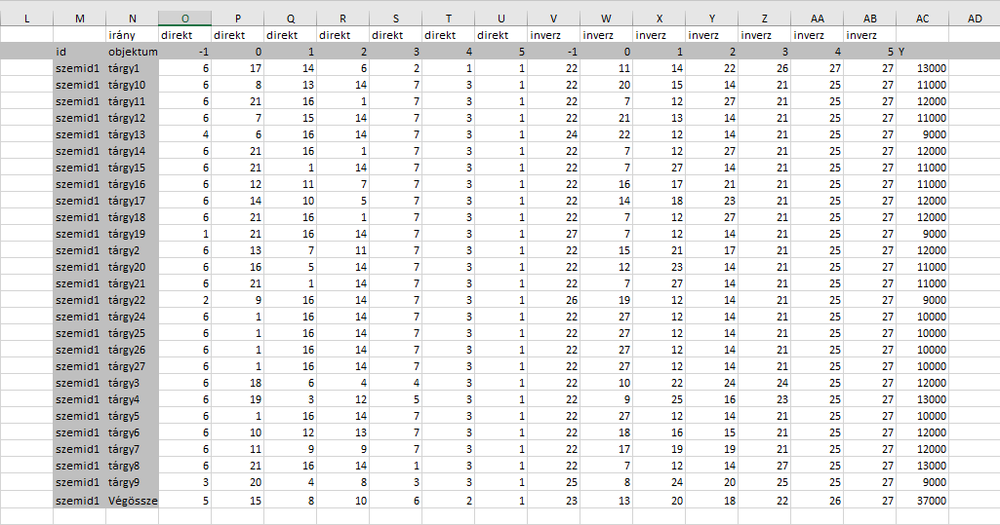 L M N O P Q R S T U V W X Y Z AA AB AC AD
irány direkt direkt direkt direkt direkt direkt direkt inverz inverz inverz inverz inverz inverz inverz
id objektum -1 0 1 2 3 4 5 -1 0 1 2 3 4 5 Y
szemid1 tárgy1 6 17 14 6 2 1 1 22 11 14 22 26 27 27 13000
szemid1 tárgy10 6 8 13 14 7 3 1 22 20 15 14 21 25 27 11000
szemid1 tárgy11 6 21 16 1 7 3 1 22 7 12 27 21 25 27 12000
szemid1 tárgy12 6 7 15 14 7 3 1 22 21 13 14 21 25 27 11000
szemid1 tárgy13 4 6 16 14 7 3 1 24 22 12 14 21 25 27 9000
szemid1 tárgy14 6 21 16 1 7 3 1 22 7 12 27 21 25 27 12000
szemid1 tárgy15 6 21 1 14 7 3 1 22 7 27 14 21 25 27 11000
szemid1 tárgy16 6 12 11 7 7 3 1 22 16 17 21 21 25 27 11000
szemid1 tárgy17 6 14 10 5 7 3 1 22 14 18 23 21 25 27 12000
szemid1 tárgy18 6 21 16 1 7 3 1 22 7 12 27 21 25 27 12000
szemid1 tárgy19 1 21 16 14 7 3 1 27 7 12 14 21 25 27 9000
szemid1 tárgy2 6 13 7 11 7 3 1 22 15 21 17 21 25 27 12000
szemid1 tárgy20 6 16 5 14 7 3 1 22 12 23 14 21 25 27 11000
szemid1 tárgy21 6 21 1 14 7 3 1 22 7 27 14 21 25 27 11000
szemid1 tárgy22 2 9 16 14 7 3 1 26 19 12 14 21 25 27 9000
szemid1 tárgy24 6 1 16 14 7 3 1 22 27 12 14 21 25 27 10000
szemid1 tárgy25 6 1 16 14 7 3 1 22 27 12 14 21 25 27 10000
szemid1 tárgy26 6 1 16 14 7 3 1 22 27 12 14 21 25 27 10000
szemid1 tárgy27 6 1 16 14 7 3 1 22 27 12 14 21 25 27 10000
szemid1 tárgy3 6 18 6 4 4 3 1 22 10 22 24 24 25 27 12000
szemid1 tárgy4 6 19 3 12 5 3 1 22 9 25 16 23 25 27 13000
szemid1 tárgy5 6 1 16 14 7 3 1 22 27 12 14 21 25 27 10000
szemid1 tárgy6 6 10 12 13 7 3 1 22 18 16 15 21 25 27 12000
szemid1 tárgy7 6 11 9 9 7 3 1 22 17 19 19 21 25 27 12000
szemid1 tárgy8 6 21 16 14 1 3 1 22 7 12 14 27 25 27 13000
szemid1 tárgy9 3 20 4 8 3 3 1 25 8 24 20 25 25 27 9000
szemid1 Végössze 5 15 8 10 6 2 1 23 13 20 18 22 26 27 37000